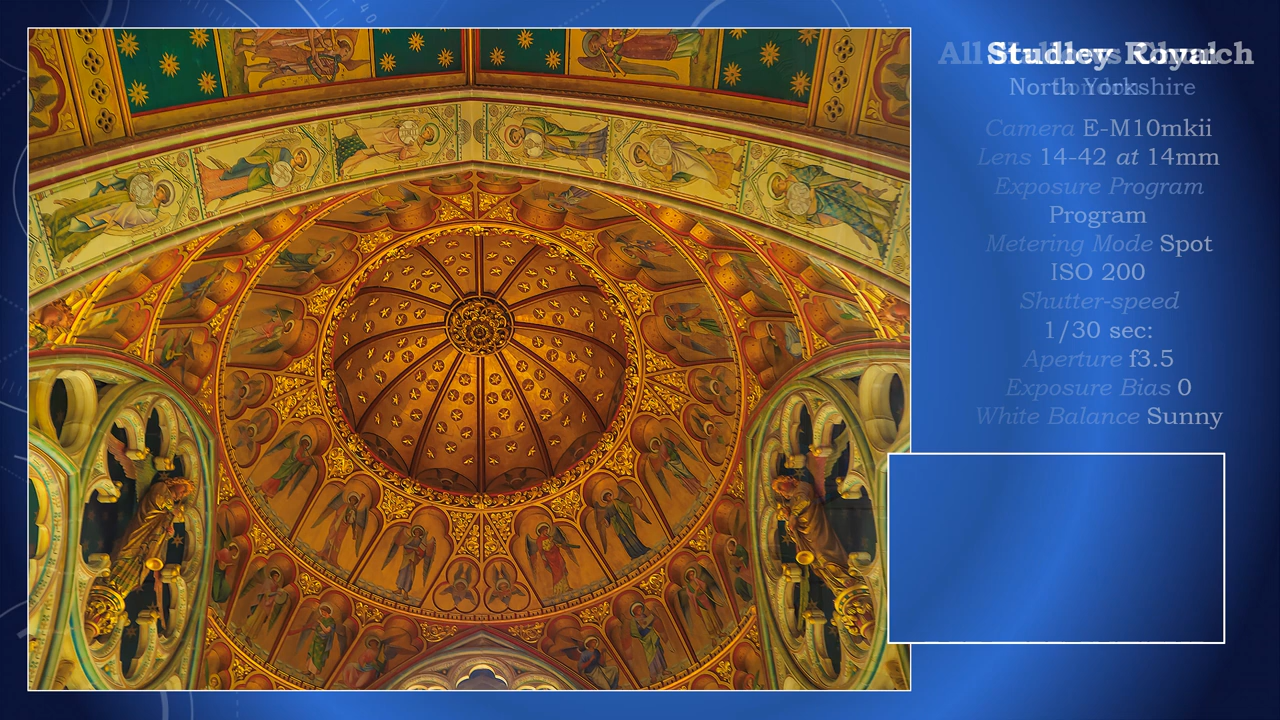 Studley Royal
North Yorkshire
Camera E-M10mkii
Lens 14-42 at 14mm
Exposure Program
Program
Metering Mode Spot
ISO 200
Shutter-speed
1/30 sec:
Aperture f3.5
Exposure Bias 0
White Balance Sunny